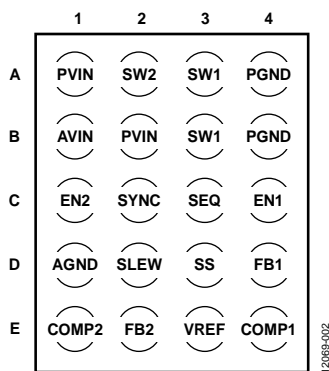 1 2 3 4
A PVIN SW2 SW1 PGND
B AVIN PVIN SW1 PGND
C EN2 SYNC SEQ EN1
D AGND SLEW SS FB1
E COMP2 FB2 VREF COMP1
12069-002